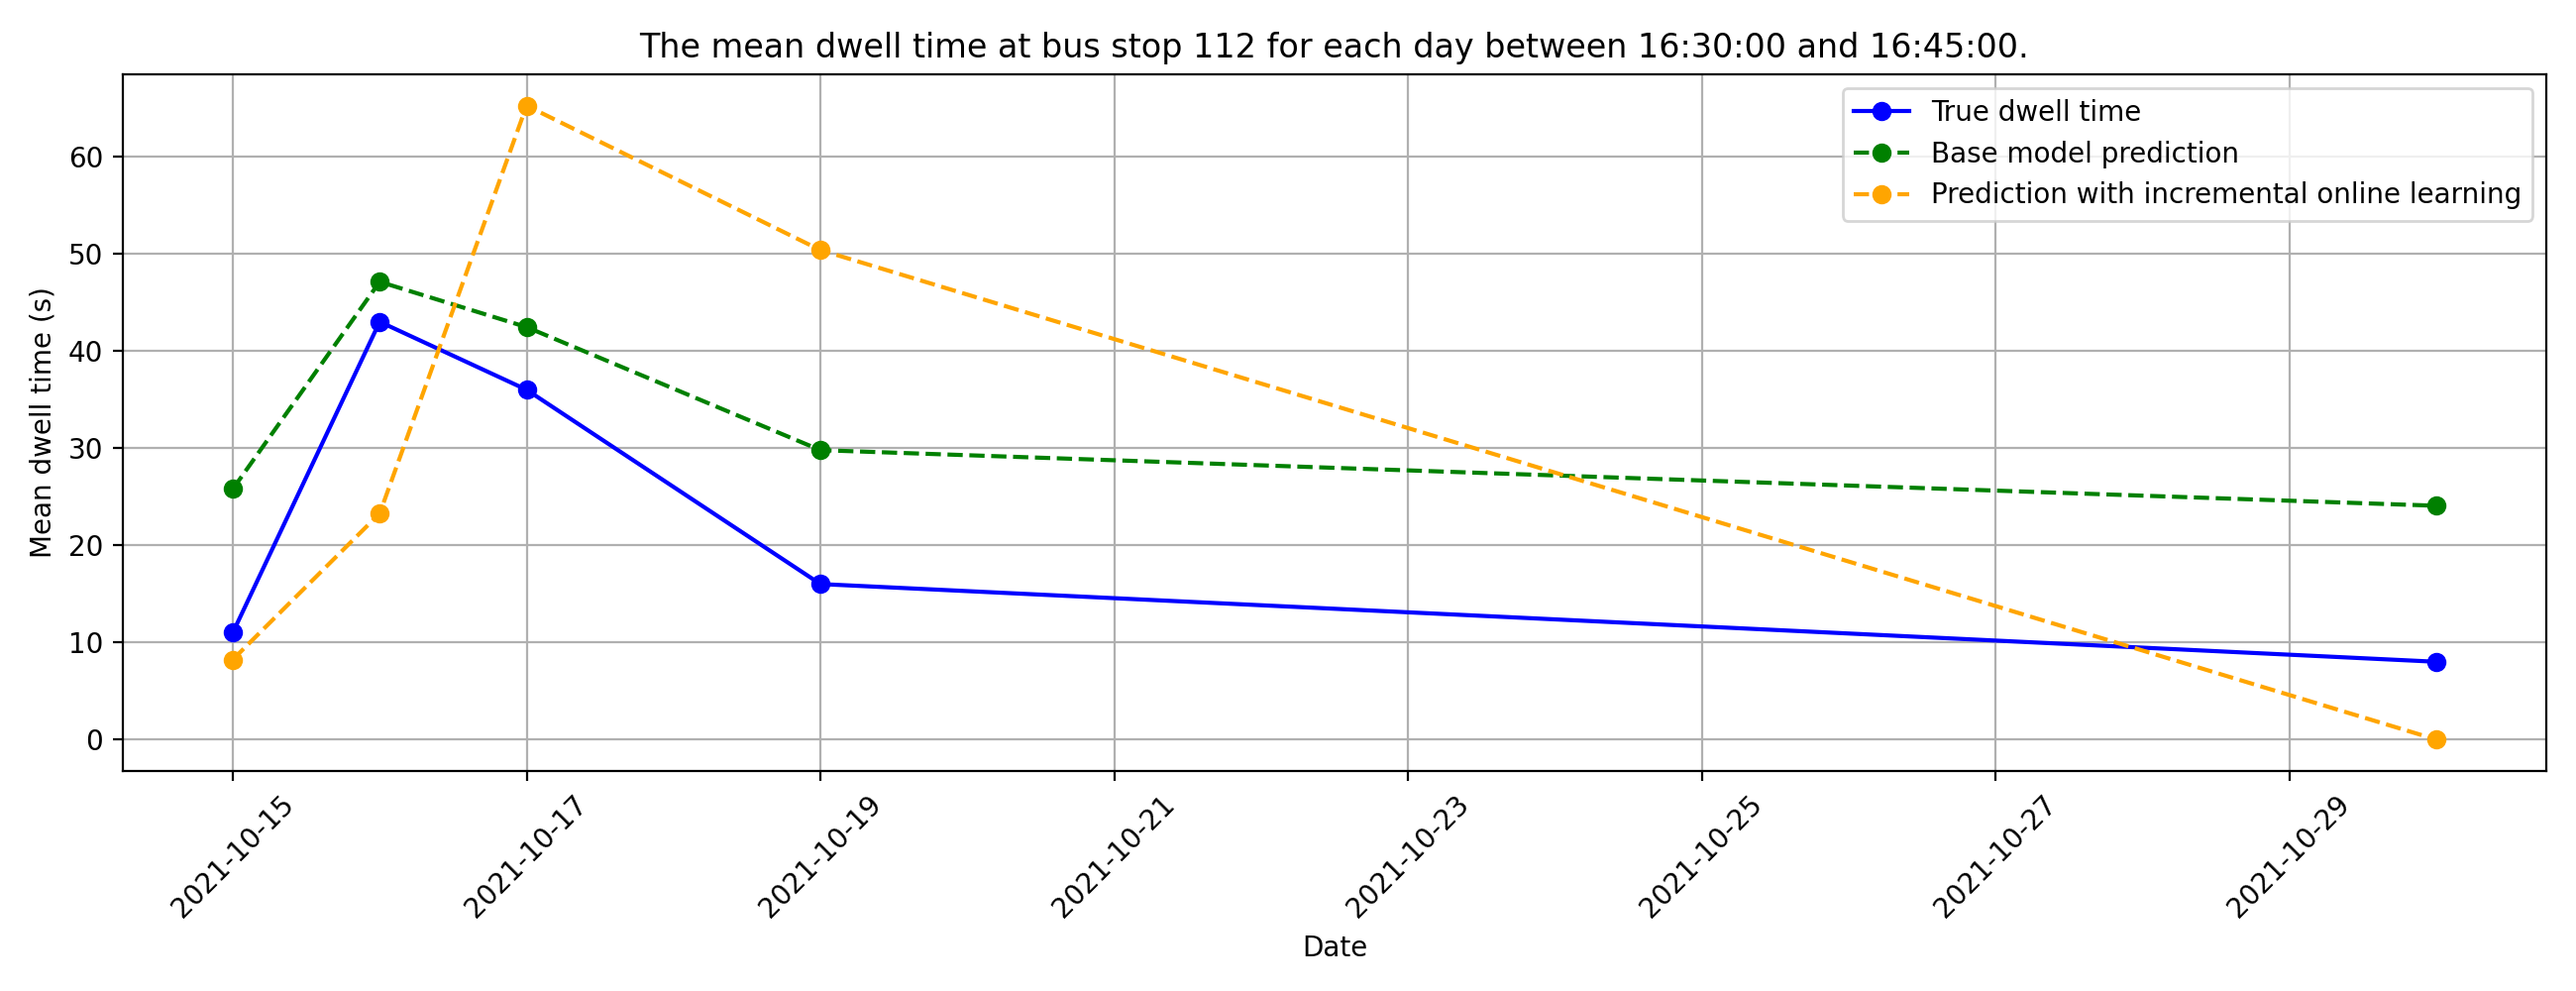 The mean dwell time at bus stop 112 for each day between 16:30:00 and 16:45:00.
True dwell time
Base model prediction
Prediction with incremental online learning
Mean dwell time (s)
60
50
40
30
20
10
0
2021-10-15
2021-10-17
2021-10-19
2021-10-21
2021-10-23
2021-10-25
2021-10-27
2021-10-29
Date